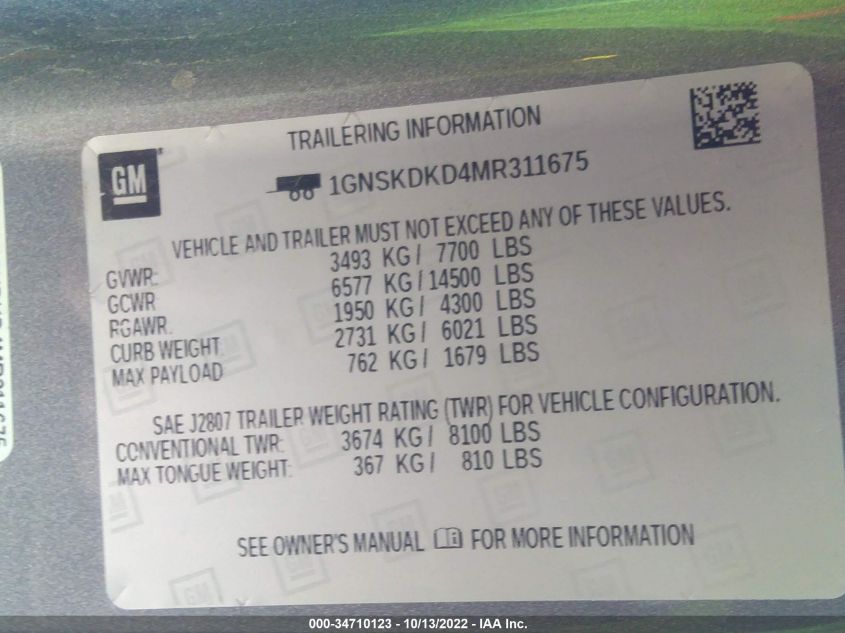 GM
TRAILERING INFORMATION
1GNSKDKD4MR311675
VEHICLE AND TRAILER MUST NOT EXCEED ANY OF THESE VALUES.
GVWR: 3493 KG / 7700 LBS
GCWR 6577 KG / 14500 LBS
RGAWR: 1950 KG / 4300 LBS
CURB WEIGHT: 2731 KG / 6021 LBS
MAX PAYLOAD 762 KG / 1679 LBS
SAE J2807 TRAILER WEIGHT RATING (TWR) FOR VEHICLE CONFIGURATION.
CONVENTIONAL TWR: 3674 KG / 8100 LBS
MAX TONGUE WEIGHT: 367 KG / 810 LBS
SEE OWNER'S MANUAL i FOR MORE INFORMATION
000-34710123 - 10/13/2022 - IAA Inc.